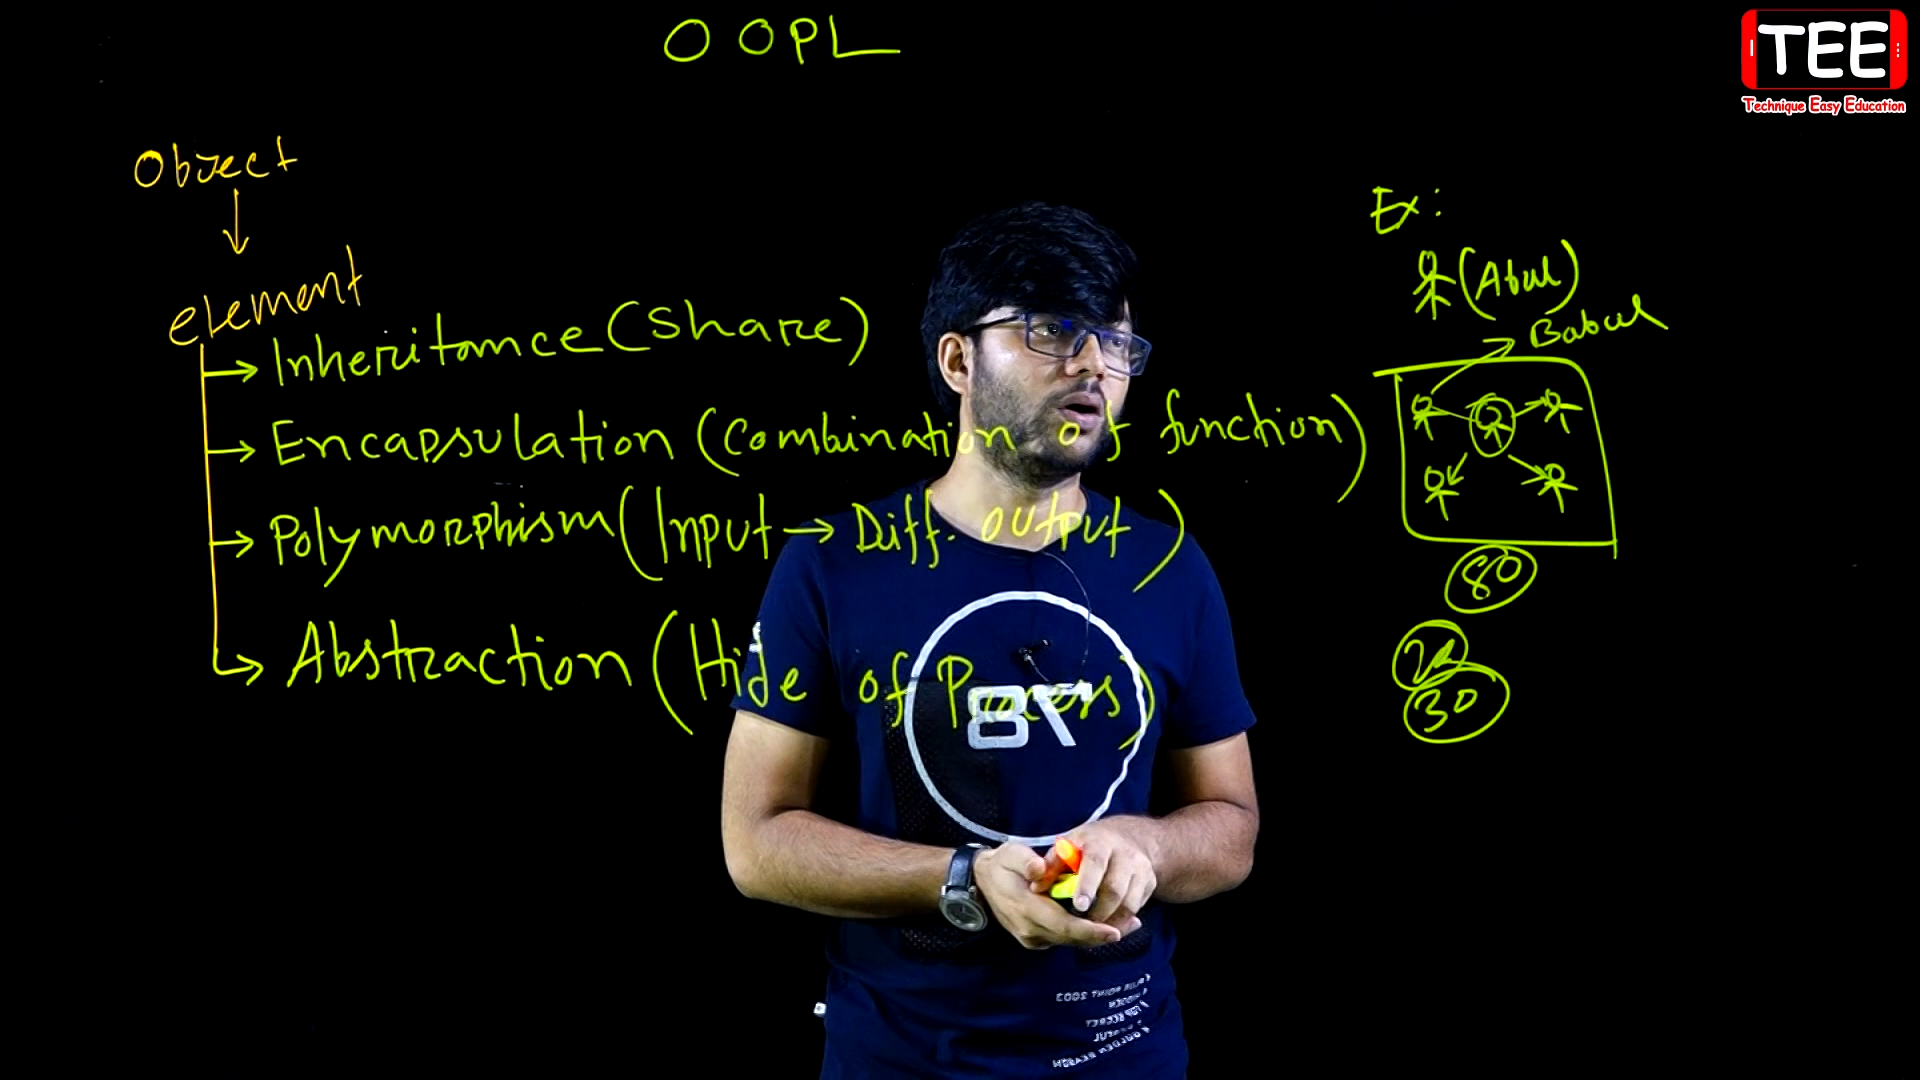 OOPL
TEE
Technique Easy Education
Object
element
Inheritance (Share)
Encapsulation (Combination of function)
Polymorphism (Input → Diff. output)
Abstraction (Hide of Process)
Ex:
(Abul)
Babul
80
30